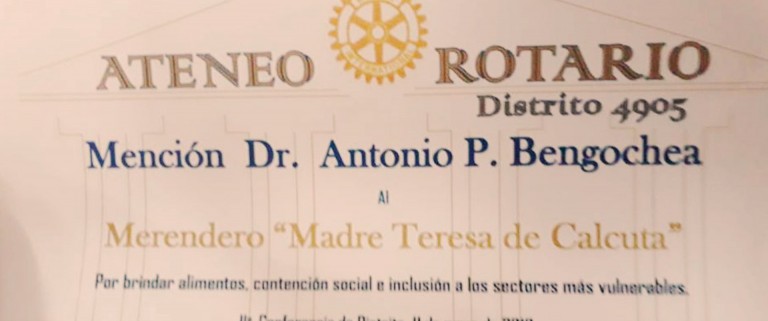 ATENEO ROTARIO
Distrito 4905
Mención Dr. Antonio P. Bengochea
Al
Merendero "Madre Teresa de Calcuta"
Por brindar alimentos, contención social e inclusión a los sectores más vulnerables.